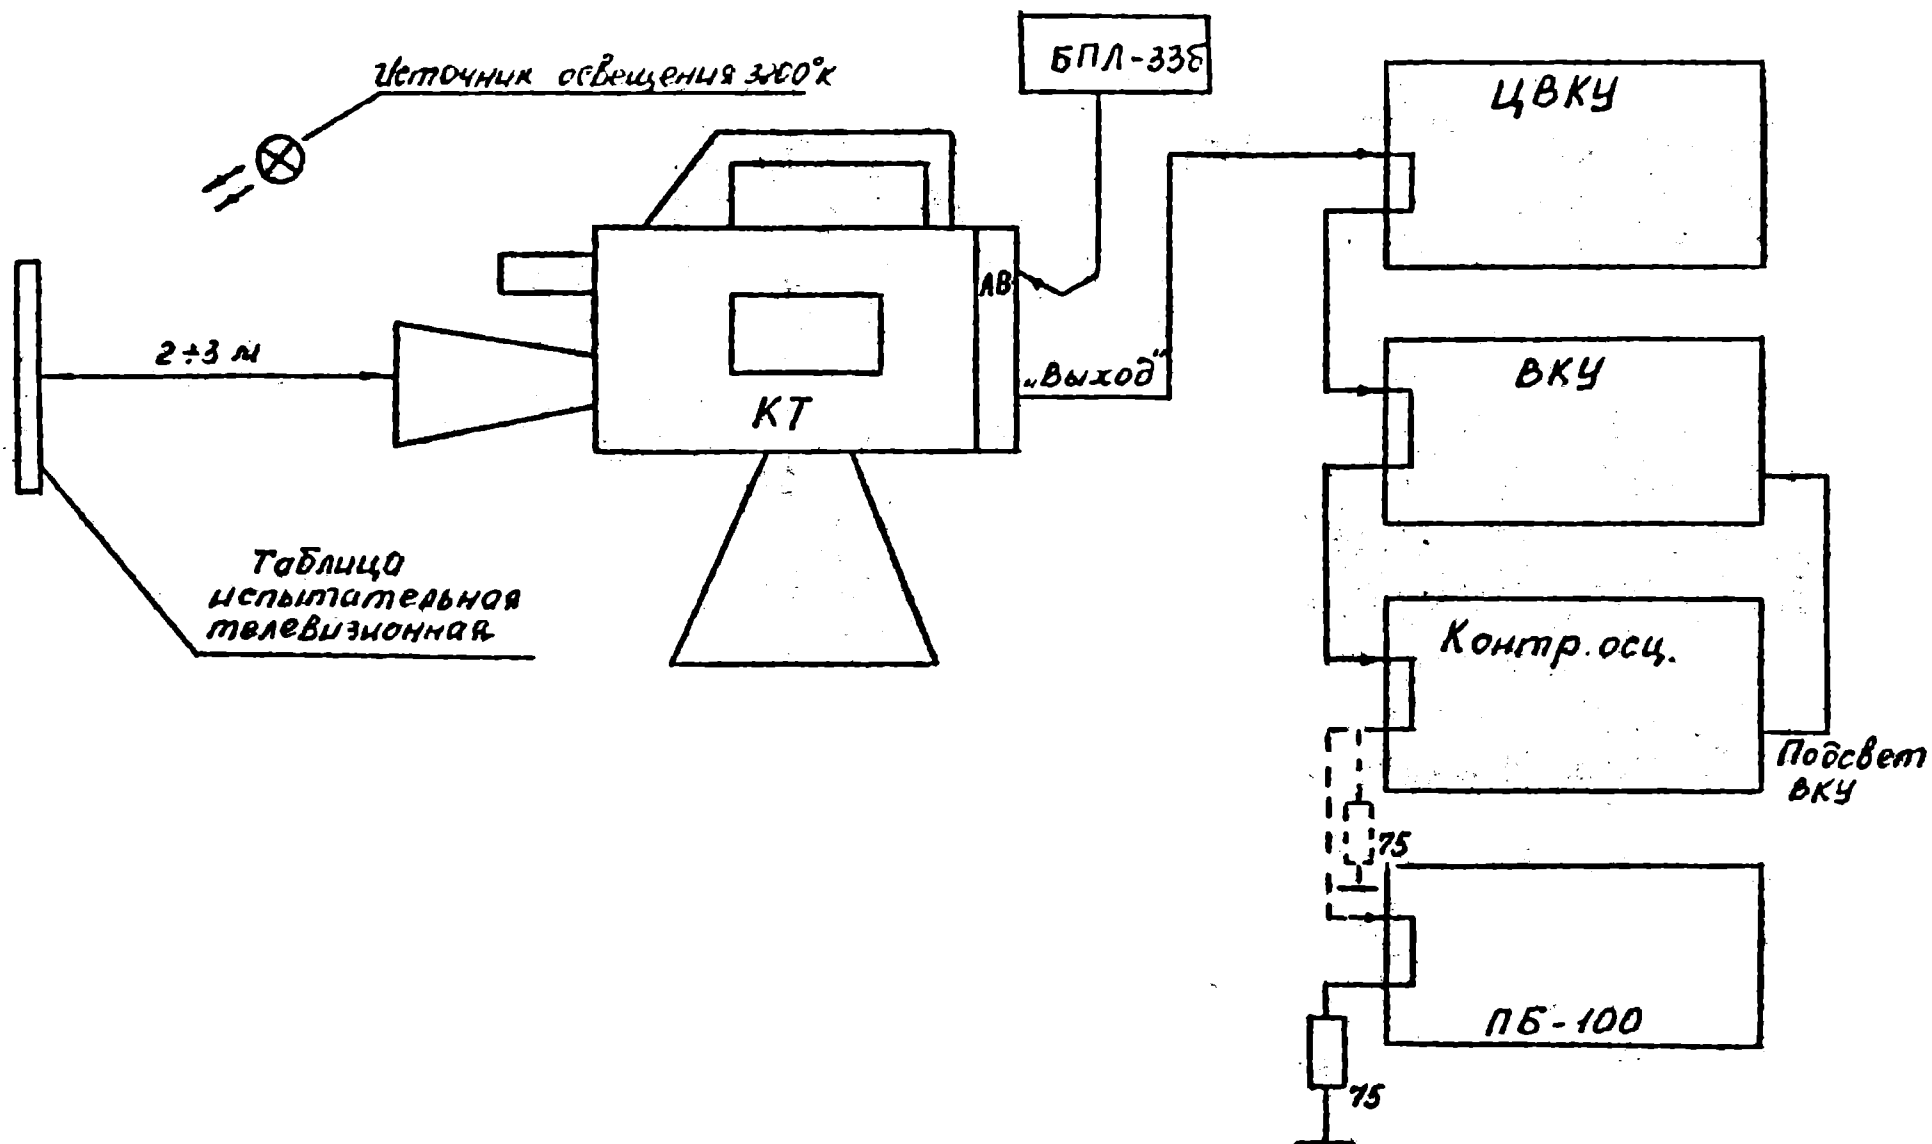 Источник освещения 3200°к
БПЛ-336
ЦВКУ
АВ
2÷3 м
КТ
„Выход"
ВКУ
Таблица
испытательная
телевизионная
Контр. осц.
Подсвет
ВКУ
75
ПБ-100
75